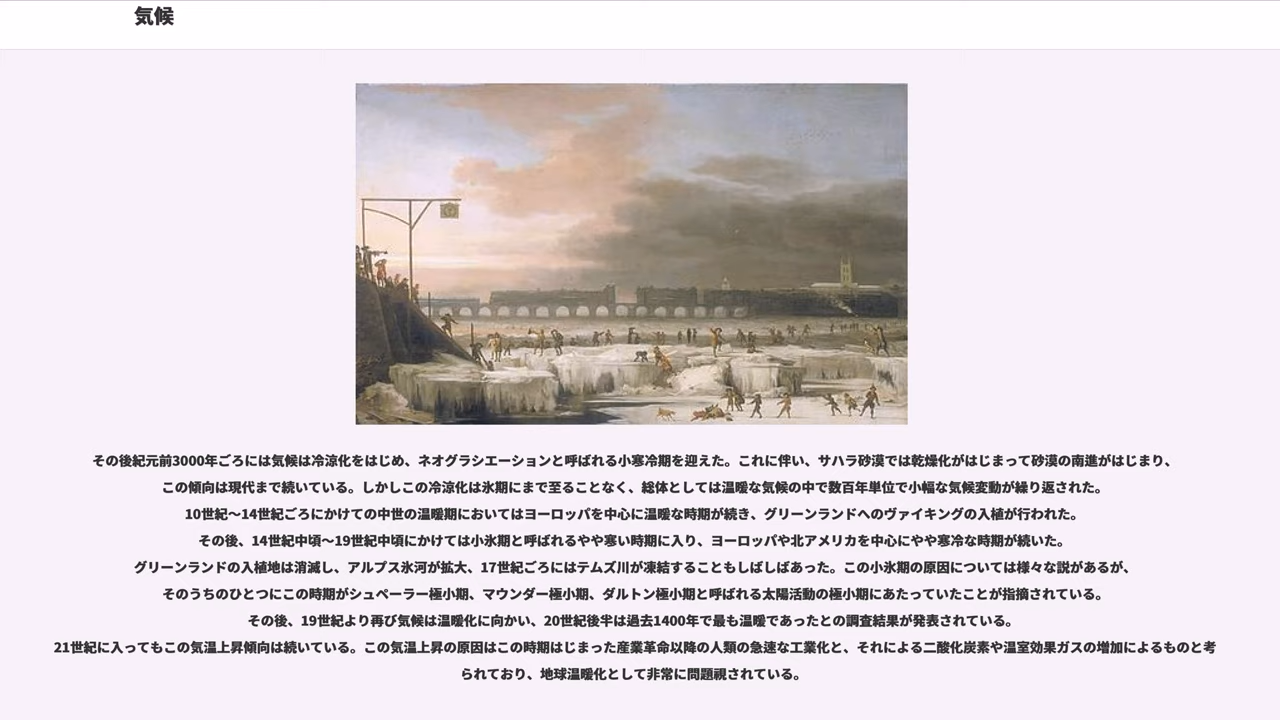 気候
その後紀元前3000年ごろには気候は冷涼化をはじめ、ネオグラシエーションと呼ばれる小寒冷期を迎えた。これに伴い、サハラ砂漠では乾燥化がはじまって砂漠の南進がはじまり、
この傾向は現代まで続いている。しかしこの冷涼化は氷期にまで至ることなく、総体としては温暖な気候の中で数百年単位で小幅な気候変動が繰り返された。
10世紀〜14世紀ごろにかけての中世の温暖期においてはヨーロッパを中心に温暖な時期が続き、グリーンランドへのヴァイキングの入植が行われた。
その後、14世紀中頃〜19世紀中頃にかけては小氷期と呼ばれるやや寒い時期に入り、ヨーロッパや北アメリカを中心にやや寒冷な時期が続いた。
グリーンランドの入植地は消滅し、アルプス氷河が拡大、17世紀ごろにはテムズ川が凍結することもしばしばあった。この小氷期の原因については様々な説があるが、
そのうちのひとつにこの時期がシュペーラー極小期、マウンダー極小期、ダルトン極小期と呼ばれる太陽活動の極小期にあたっていたことが指摘されている。
その後、19世紀より再び気候は温暖化に向かい、20世紀後半は過去1400年で最も温暖であったとの調査結果が発表されている。
21世紀に入ってもこの気温上昇傾向は続いている。この気温上昇の原因はこの時期はじまった産業革命以降の人類の急速な工業化と、それによる二酸化炭素や温室効果ガスの増加によるものと考
られており、地球温暖化として非常に問題視されている。